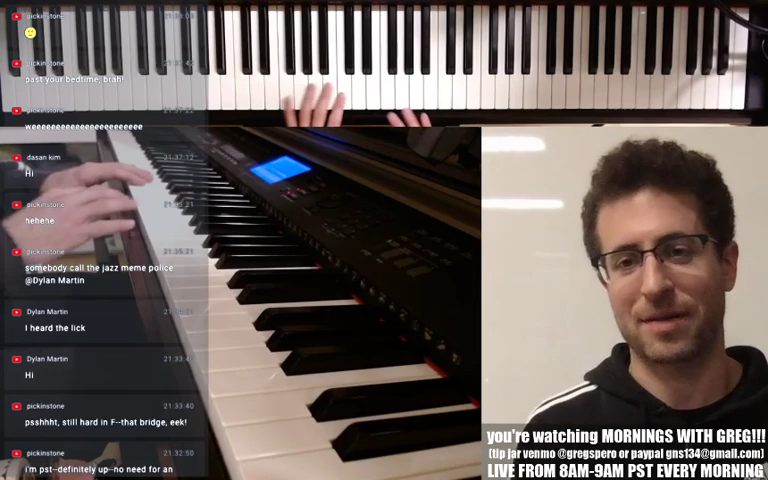 pickinstone
pickinstone
past your bedtime, brah!
pickinstone
weeeeeeeeeeeeeeeeeeeeeee
dasan kim 21:37:12
Hi
pickinstone
hehehe
pickinstone
somebody call the jazz meme police
@Dylan Martin
Dylan Martin
I heard the lick
Dylan Martin
Hi
pickinstone 21:33:40
psshhht, still hard in F--that bridge, eek!
pickinstone 21:32:50
i'm pst--definitely up--no need for an
you're watching MORNINGS WITH GREG!!!
(tip jar venmo @gregspero or paypal gns134@gmail.com)
LIVE FROM 8AM-9AM PST EVERY MORNING